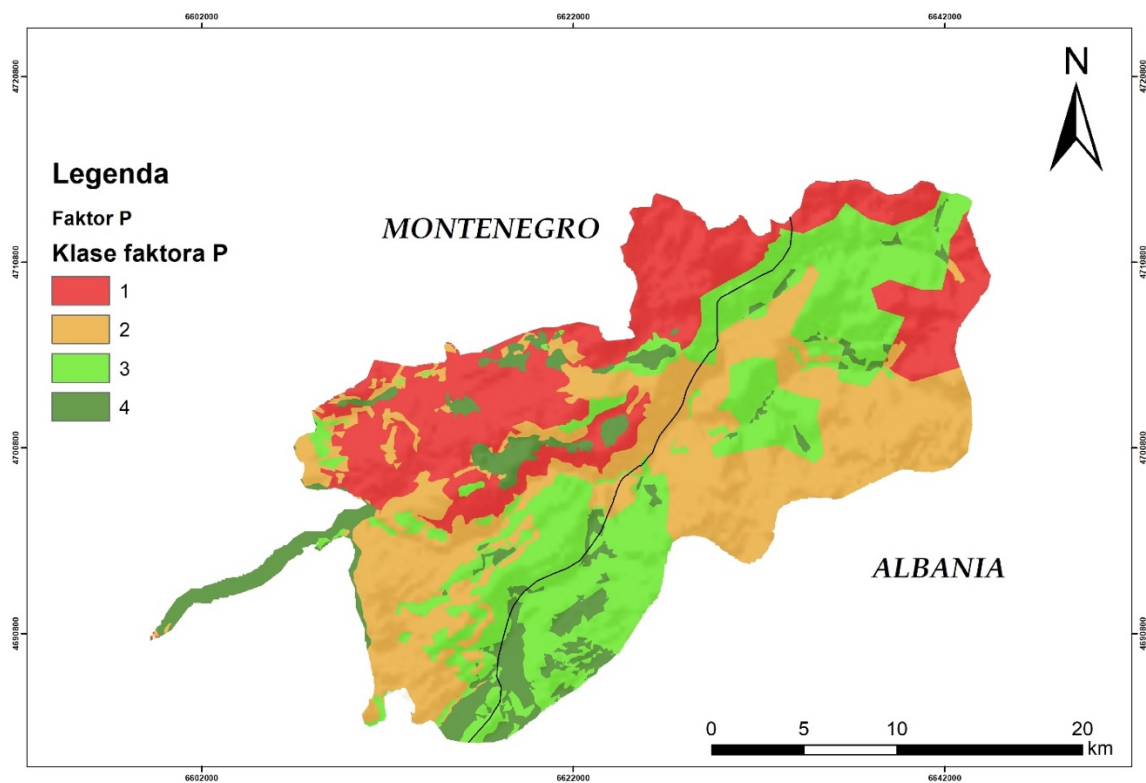 6602000 6622000 6642000
4720800 4720800
N
Legenda
Faktor P
Klase faktora P
1
2
3
4
MONTENEGRO
4710800 4710800
4700800 4700800
ALBANIA
4690800 4690800
0 5 10 20
km
6602000 6622000 6642000